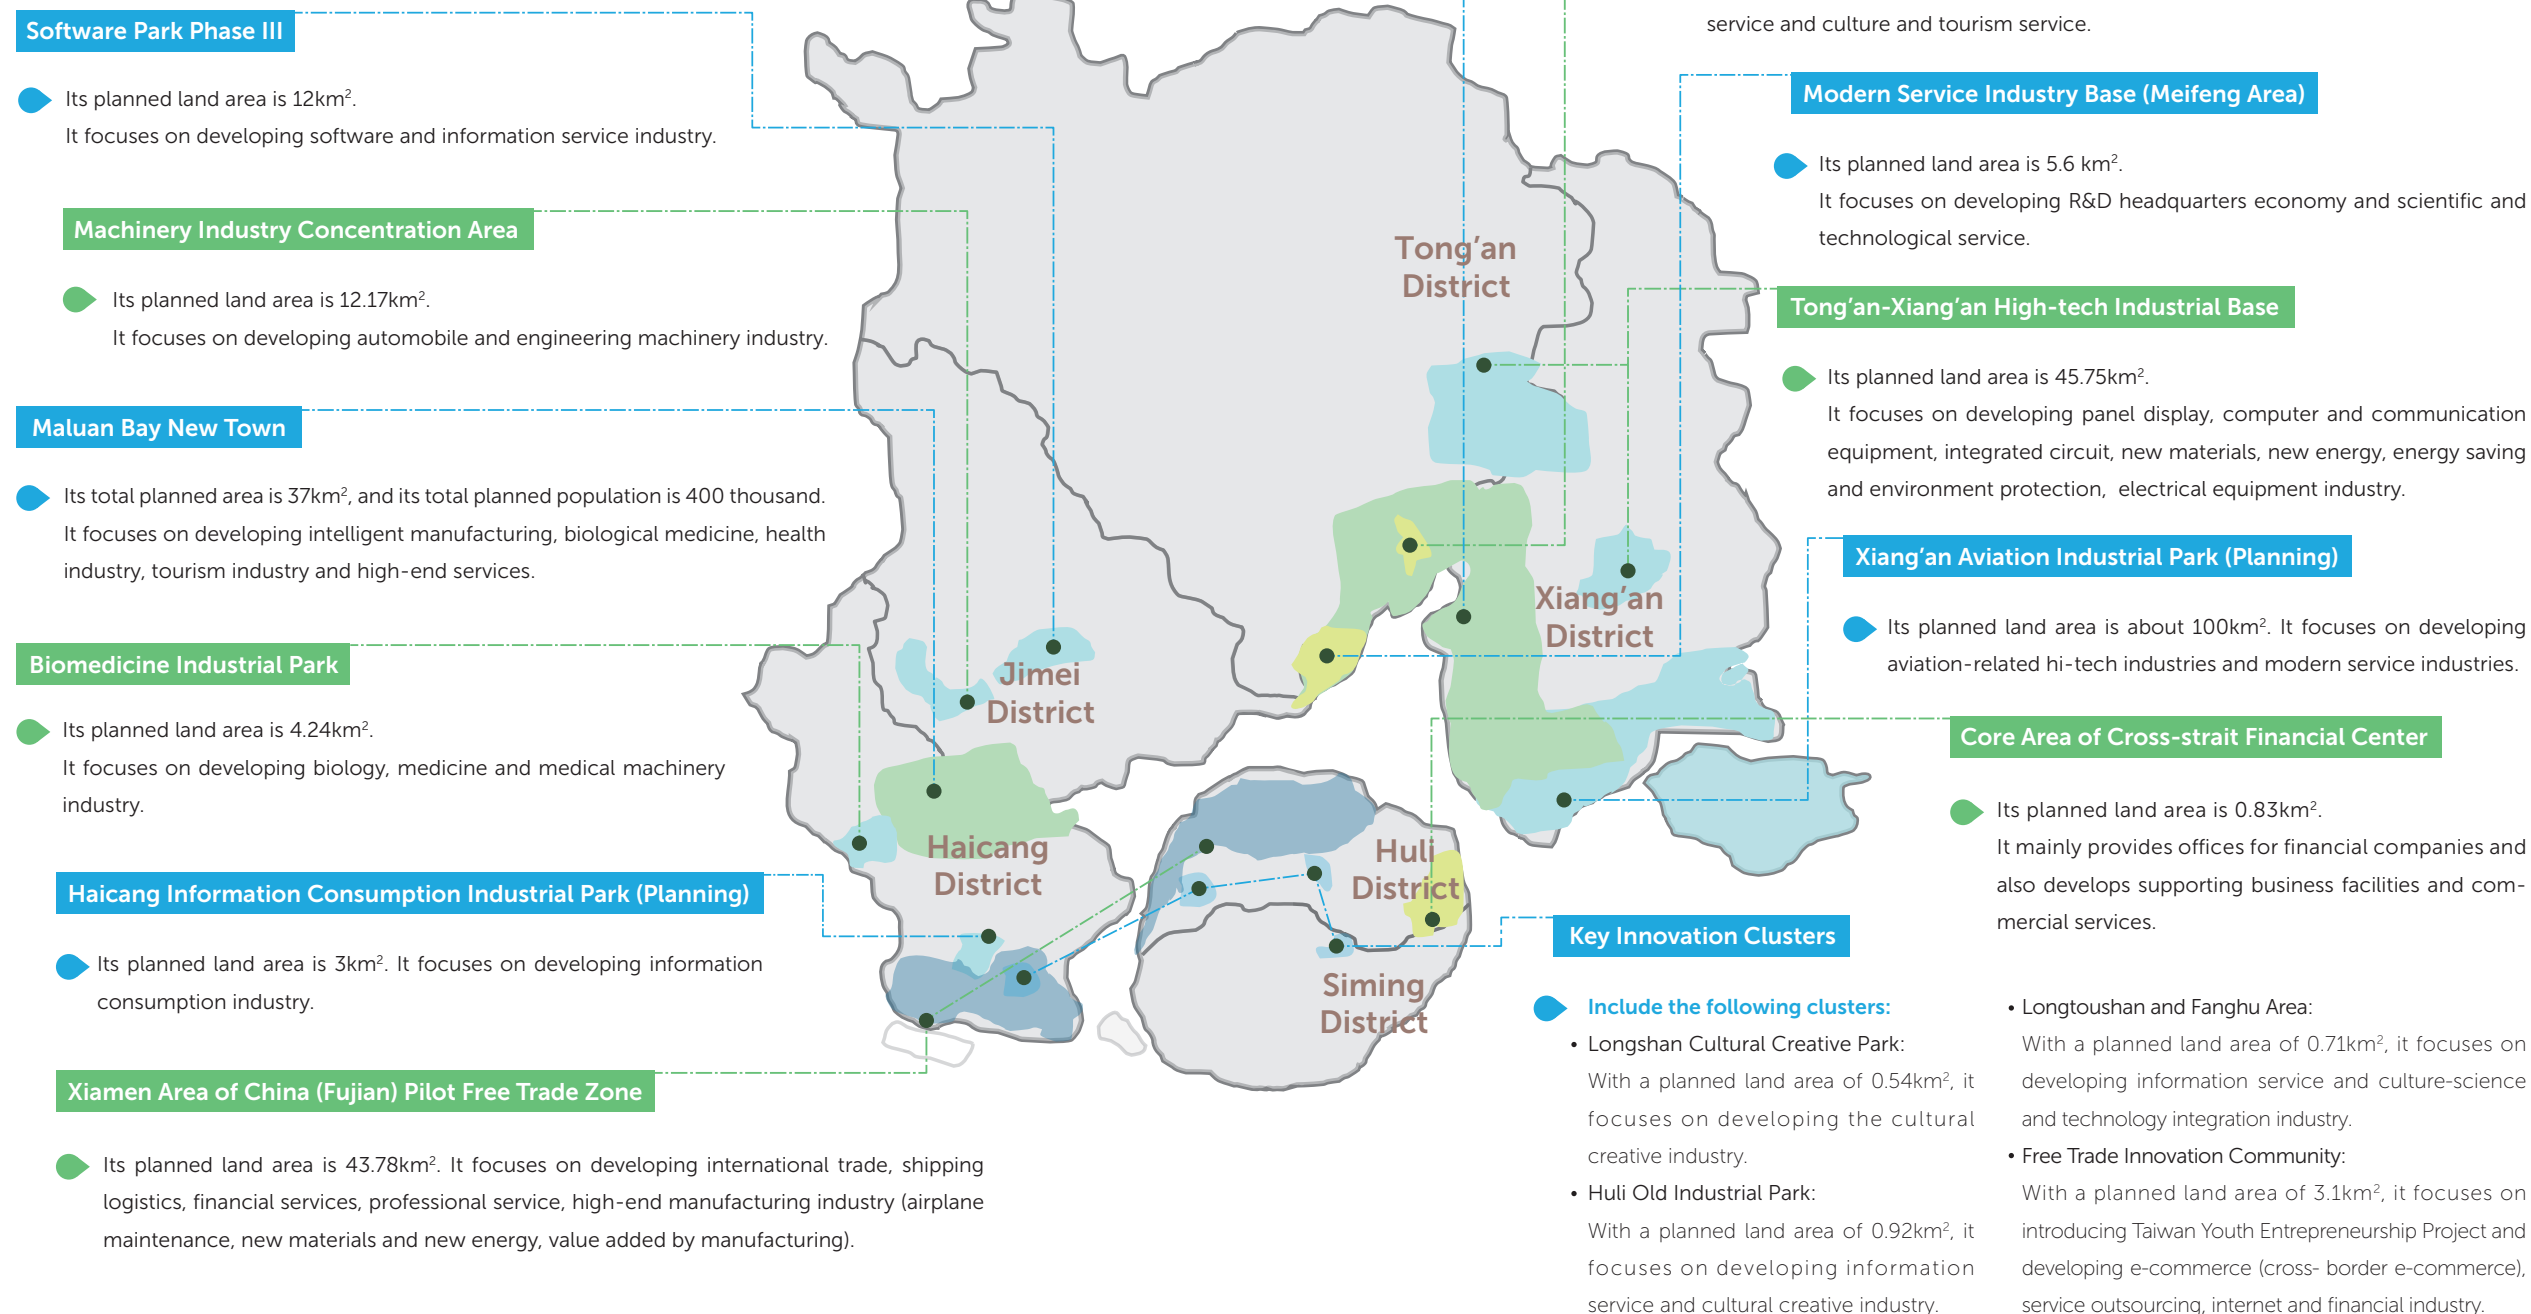 Software Park Phase III
Its planned land area is 12km².
It focuses on developing software and information service industry.
Machinery Industry Concentration Area
Its planned land area is 12.17km².
It focuses on developing automobile and engineering machinery industry.
Maluan Bay New Town
Its total planned area is 37km², and its total planned population is 400 thousand.
It focuses on developing intelligent manufacturing, biological medicine, health
industry, tourism industry and high-end services.
Biomedicine Industrial Park
Its planned land area is 4.24km².
It focuses on developing biology, medicine and medical machinery
industry.
Haicang Information Consumption Industrial Park (Planning)
Its planned land area is 3km². It focuses on developing information
consumption industry.
Xiamen Area of China (Fujian) Pilot Free Trade Zone
Its planned land area is 43.78km². It focuses on developing international trade, shipping
logistics, financial services, professional service, high-end manufacturing industry (airplane
maintenance, new materials and new energy, value added by manufacturing).
Tong'an
District
Xiang'an
District
Jimei
District
Haicang
District
Huli
District
Siming
District
service and culture and tourism service.
Modern Service Industry Base (Meifeng Area)
Its planned land area is 5.6 km².
It focuses on developing R&D headquarters economy and scientific and
technological service.
Tong'an-Xiang'an High-tech Industrial Base
Its planned land area is 45.75km².
It focuses on developing panel display, computer and communication
equipment, integrated circuit, new materials, new energy, energy saving
and environment protection, electrical equipment industry.
Xiang'an Aviation Industrial Park (Planning)
Its planned land area is about 100km². It focuses on developing
aviation-related hi-tech industries and modern service industries.
Core Area of Cross-strait Financial Center
Its planned land area is 0.83km².
It mainly provides offices for financial companies and
also develops supporting business facilities and com-
mercial services.
Key Innovation Clusters
Include the following clusters:
• Longshan Cultural Creative Park:
With a planned land area of 0.54km², it
focuses on developing the cultural
creative industry.
• Huli Old Industrial Park:
With a planned land area of 0.92km², it
focuses on developing information
service and cultural creative industry.
• Longtoushan and Fanghu Area:
With a planned land area of 0.71km², it focuses on
developing information service and culture-science
and technology integration industry.
• Free Trade Innovation Community:
With a planned land area of 3.1km², it focuses on
introducing Taiwan Youth Entrepreneurship Project and
developing e-commerce (cross- border e-commerce),
service outsourcing, internet and financial industry.